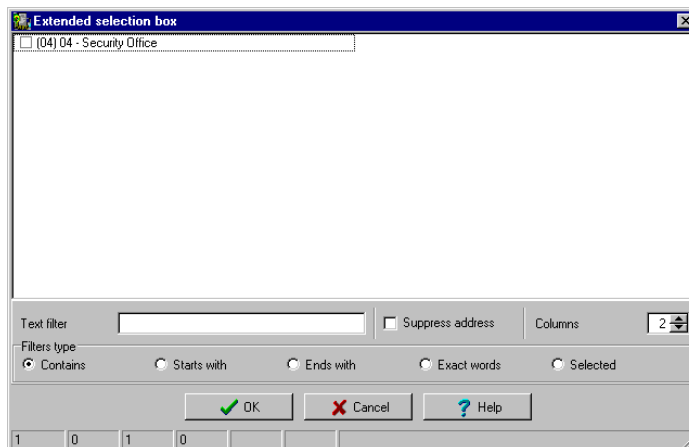 Extended selection box
(04) 04 - Security Office
Text filter Suppress address Columns 2
Filters type
Contains Starts with Ends with Exact words Selected
OK Cancel ? Help
1 0 1 0